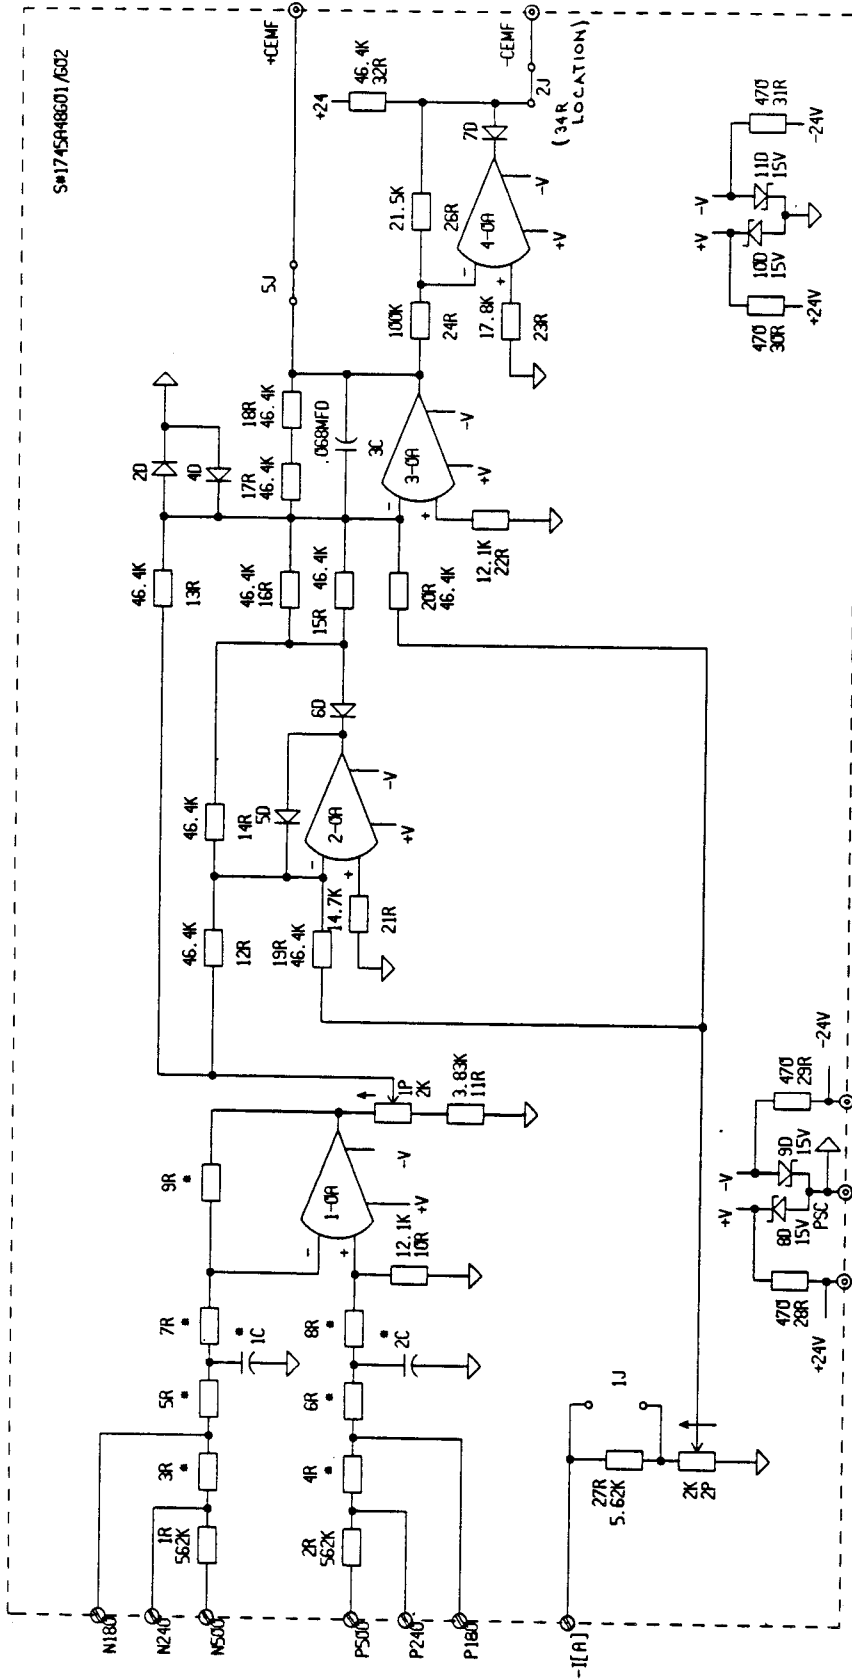 S#1745A48G01/G02
N180
N240
N500
P500
P240
P180
-I[A]
1R
562K
3R
*
5R
*
7R
*
1C
*
9R
*
2R
562K
4R
*
6R
*
8R
*
2C
*
12.1K
10R
1-OA
-
+
+V
-V
1P
2K
3.83K
11R
46.4K
12R
46.4K
14R
5D
6D
19R
46.4K
14.7K
21R
2-OA
-
+
+V
-V
46.4K
13R
2D
4D
46.4K
16R
46.4K
15R
17R
46.4K
18R
46.4K
.068MFD
3C
20R
46.4K
12.1K
22R
3-OA
-
+
+V
-V
5J
+CEMF
100K
24R
21.5K
26R
17.8K
23R
4-OA
-
+
+V
-V
7D
+24
46.4K
32R
-CEMF
2J
(34R
LOCATION)
27R
5.62K
1J
2K
2P
+24V
470
28R
+V
8D
15V
PSC
-V
9D
15V
470
29R
-24V
+24V
470
30R
+V
10D
15V
-V
11D
15V
470
31R
-24V